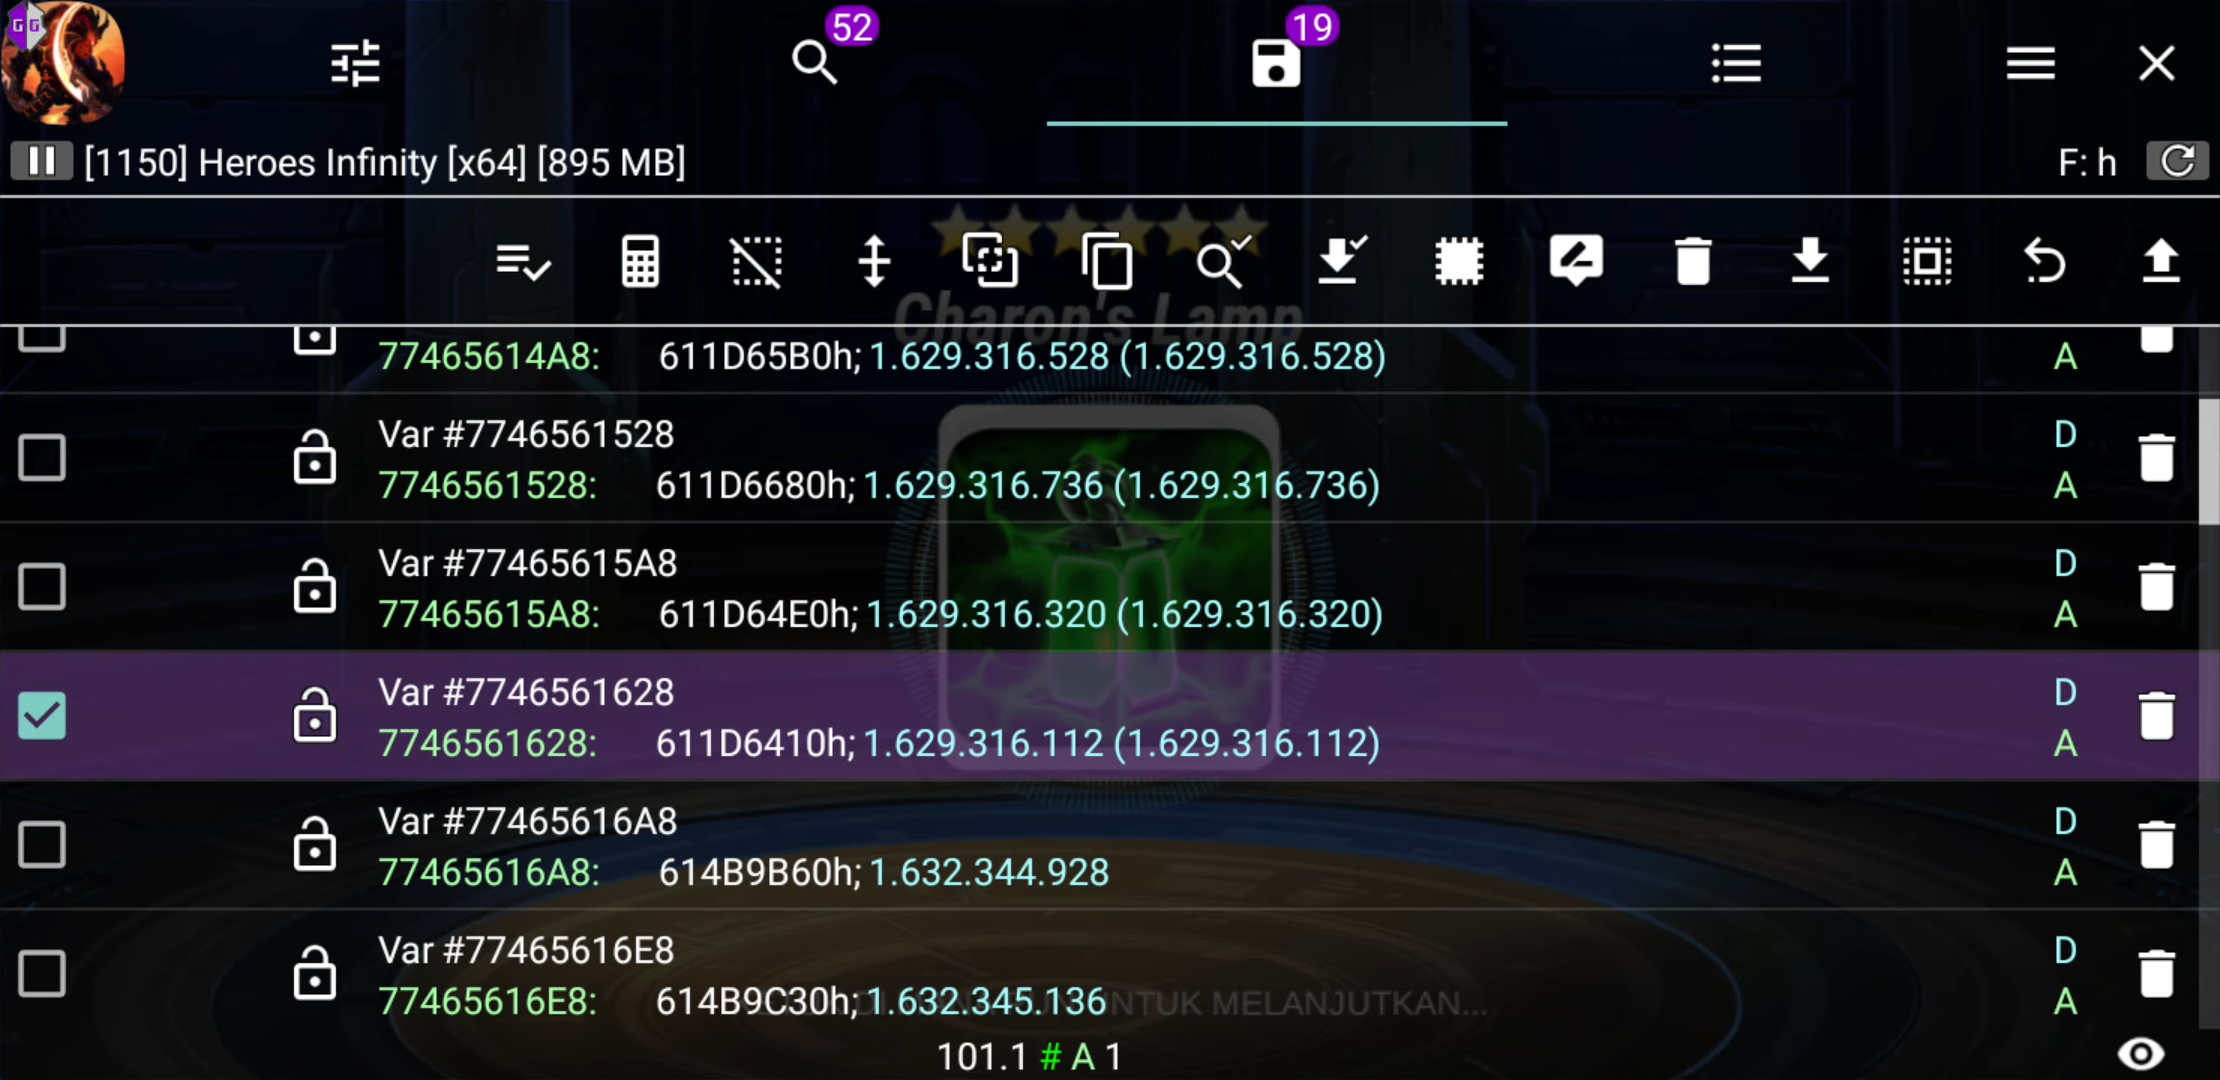 GG
52
19
[1150] Heroes Infinity [x64] [895 MB]
F: h
Charon's Lamp
77465614A8: 611D65B0h; 1.629.316.528 (1.629.316.528) A
Var #7746561528 D
7746561528: 611D6680h; 1.629.316.736 (1.629.316.736) A
Var #77465615A8 D
77465615A8: 611D64E0h; 1.629.316.320 (1.629.316.320) A
Var #7746561628 D
7746561628: 611D6410h; 1.629.316.112 (1.629.316.112) A
Var #77465616A8 D
77465616A8: 614B9B60h; 1.632.344.928 A
Var #77465616E8 D
77465616E8: 614B9C30h; 1.632.345.136 A
UNTUK MELANJUTKAN...
101.1 # A 1